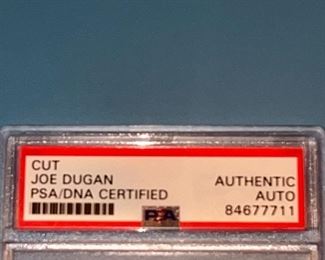 CUT
JOE DUGAN
PSA/DNA CERTIFIED
AUTHENTIC
AUTO
84677711
PSA